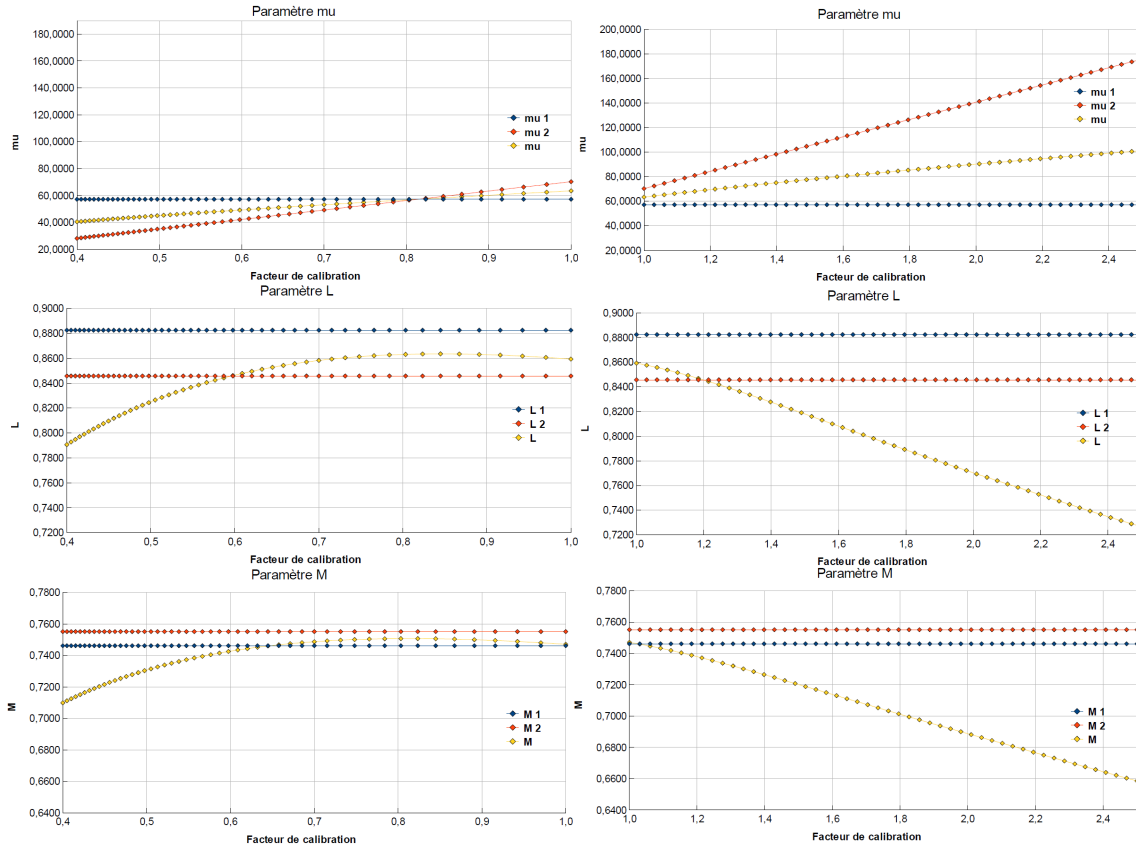 Paramètre mu
180,0000
160,0000
140,0000
120,0000
100,0000
80,0000
60,0000
40,0000
20,0000
mu
mu 1
mu 2
mu
0,4 0,5 0,6 0,7 0,8 0,9 1,0
Facteur de calibration
Paramètre mu
200,0000
180,0000
160,0000
140,0000
120,0000
100,0000
80,0000
60,0000
40,0000
20,0000
mu
mu 1
mu 2
mu
1,0 1,2 1,4 1,6 1,8 2,0 2,2 2,4
Facteur de calibration
Paramètre L
0,9000
0,8800
0,8600
0,8400
0,8200
0,8000
0,7800
0,7600
0,7400
0,7200
L
L 1
L 2
L
0,4 0,5 0,6 0,7 0,8 0,9 1,0
Facteur de calibration
Paramètre L
0,9000
0,8800
0,8600
0,8400
0,8200
0,8000
0,7800
0,7600
0,7400
0,7200
L
L 1
L 2
L
1,0 1,2 1,4 1,6 1,8 2,0 2,2 2,4
Facteur de calibration
Paramètre M
0,7800
0,7600
0,7400
0,7200
0,7000
0,6800
0,6600
0,6400
M
M 1
M 2
M
0,4 0,5 0,6 0,7 0,8 0,9 1,0
Facteur de calibration
Paramètre M
0,7800
0,7600
0,7400
0,7200
0,7000
0,6800
0,6600
0,6400
M
M 1
M 2
M
1,0 1,2 1,4 1,6 1,8 2,0 2,2 2,4
Facteur de calibration